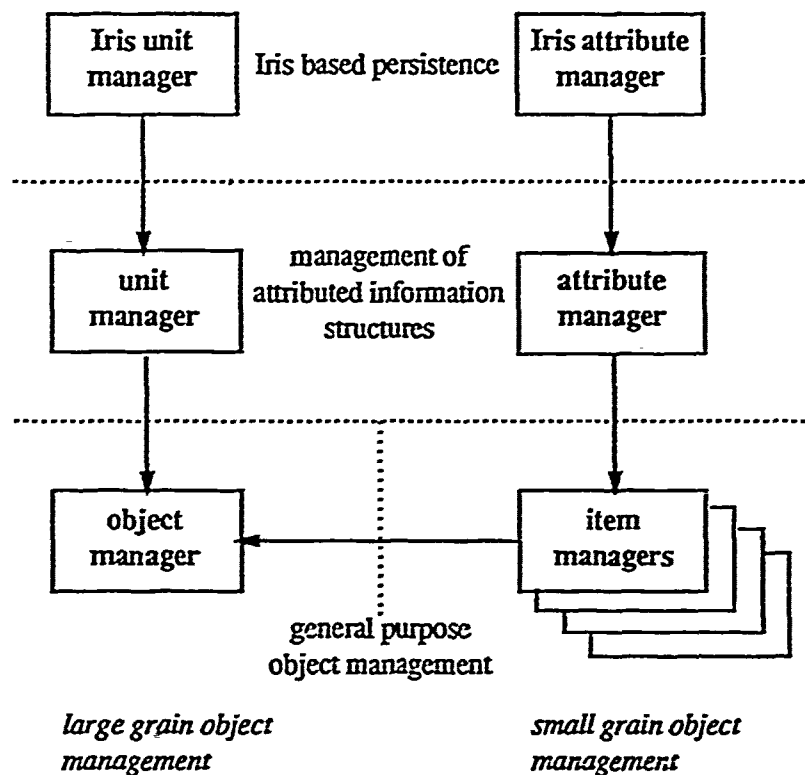 Iris unit
manager
Iris based persistence
Iris attribute
manager
unit
manager
management of
attributed information
structures
attribute
manager
object
manager
item
managers
general purpose
object management
large grain object
management
small grain object
management